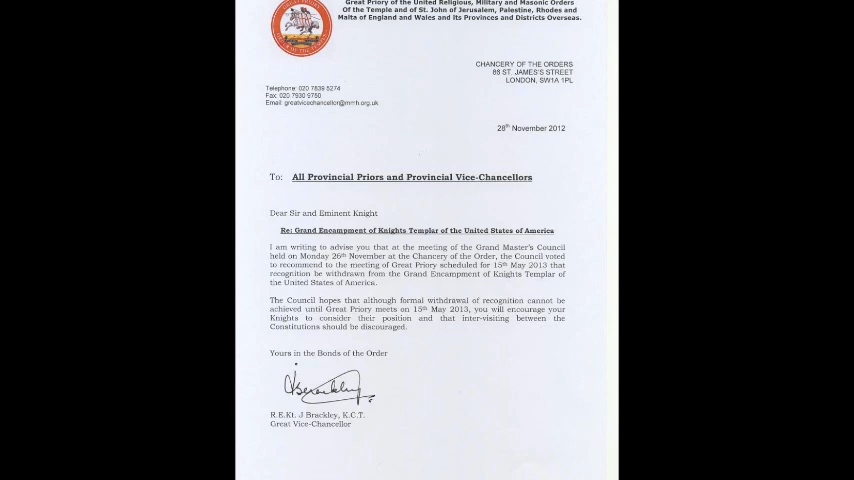 Great Priory of the United Religious, Military and Masonic Orders
Of the Temple and of St. John of Jerusalem, Palestine, Rhodes and
Malta of England and Wales and its Provinces and Districts Overseas.
CHANCERY OF THE ORDERS
86 ST. JAMES'S STREET
LONDON, SW1A 1PL
Telephone: 020 7839 5274
Fax: 020 7930 9750
Email: greatvicechancellor@mmh.org.uk
28th November 2012
To: All Provincial Priors and Provincial Vice-Chancellors
Dear Sir and Eminent Knight
Re: Grand Encampment of Knights Templar of the United States of America
I am writing to advise you that at the meeting of the Grand Master's Council
held on Monday 26th November at the Chancery of the Order, the Council voted
to recommend to the meeting of Great Priory scheduled for 15th May 2013 that
recognition be withdrawn from the Grand Encampment of Knights Templar of
the United States of America.
The Council hopes that although formal withdrawal of recognition cannot be
achieved until Great Priory meets on 15th May 2013, you will encourage your
Knights to consider their position and that inter-visiting between the
Constitutions should be discouraged.
Yours in the Bonds of the Order
JBrackley
R.E.Kt. J Brackley, K.C.T.
Great Vice-Chancellor